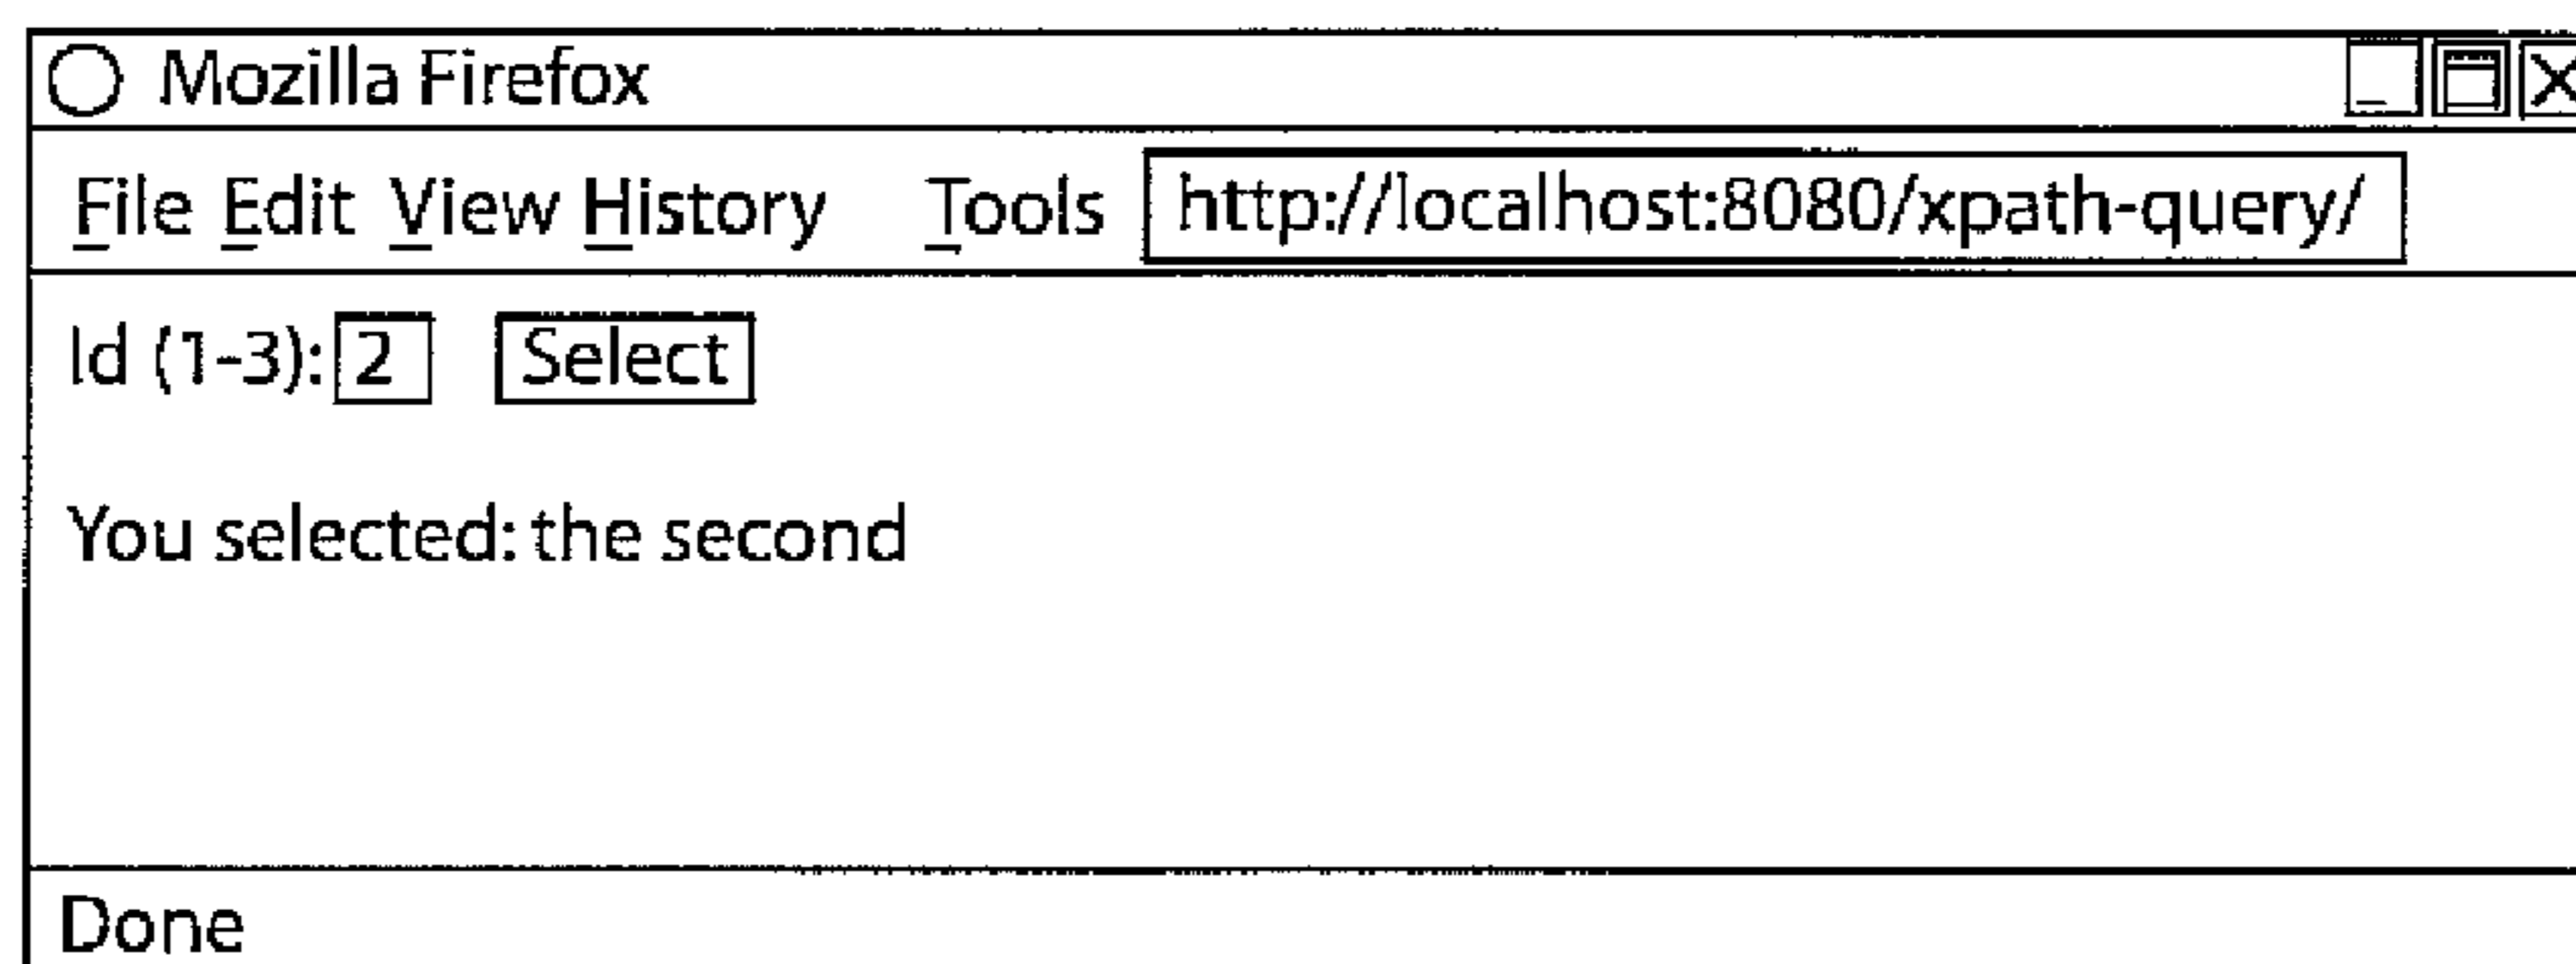 Mozilla Firefox
File Edit View History Tools http://localhost:8080/xpath-query/
Id (1-3): 2 Select
You selected: the second
Done